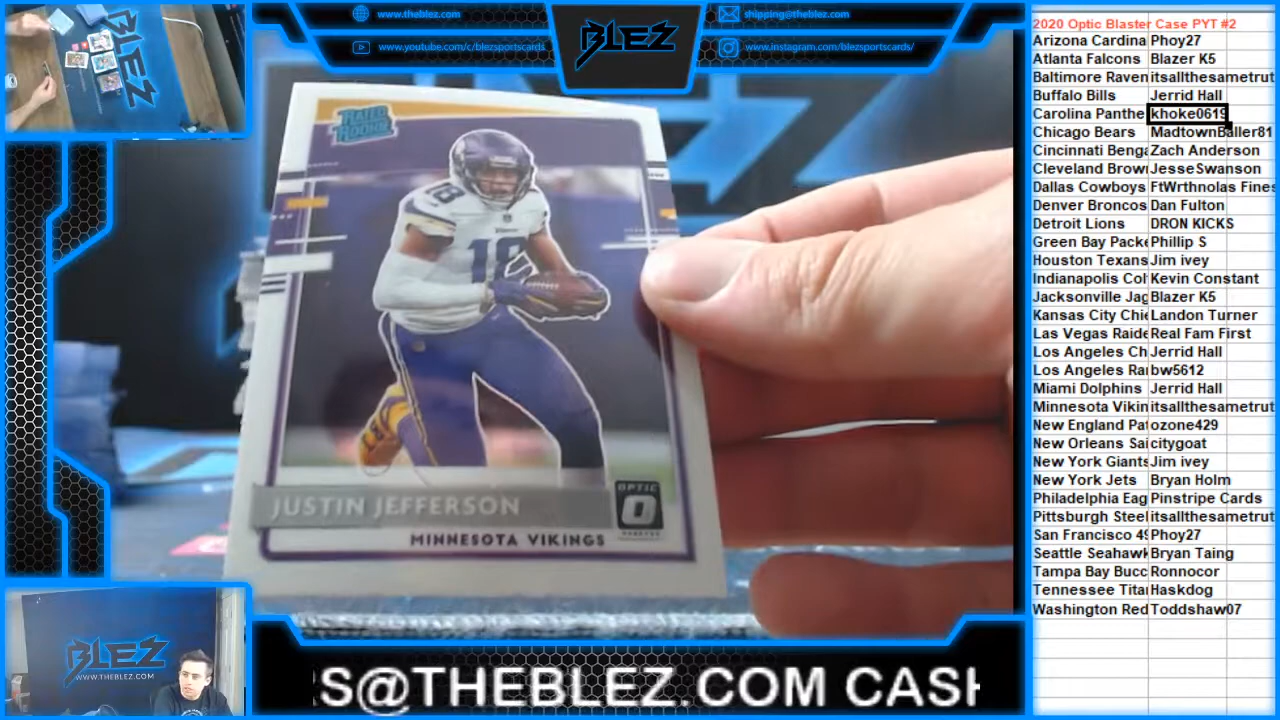 www.theblez.com
shipping@theblez.com
www.youtube.com/c/blezsportscards
www.instagram.com/blezsportscards/
BLEZ
BLEZ
RATED ROOKIE
18
18
Vikings
JUSTIN JEFFERSON
MINNESOTA VIKINGS
OPTIC
O
BLEZ
WWW.THEBLEZ.COM
S@THEBLEZ.COM CASH
2020 Optic Blaster Case PYT #2
Arizona Cardina Phoy27
Atlanta Falcons Blazer K5
Baltimore Raven itsallthesametrut
Buffalo Bills Jerrid Hall
Carolina Panthe khoke0619
Chicago Bears MadtownBaller81
Cincinnati Benga Zach Anderson
Cleveland Brown JesseSwanson
Dallas Cowboys FtWrthnolas Fines
Denver Broncos Dan Fulton
Detroit Lions DRON KICKS
Green Bay Packe Phillip S
Houston Texans Jim ivey
Indianapolis Col Kevin Constant
Jacksonville Jag Blazer K5
Kansas City Chie Landon Turner
Las Vegas Raide Real Fam First
Los Angeles Ch Jerrid Hall
Los Angeles Ra bw5612
Miami Dolphins Jerrid Hall
Minnesota Vikin itsallthesametrut
New England Pat ozone429
New Orleans Sai citygoat
New York Giants Jim ivey
New York Jets Bryan Holm
Philadelphia Eag Pinstripe Cards
Pittsburgh Steel itsallthesametrut
San Francisco 49 Phoy27
Seattle Seahawk Bryan Taing
Tampa Bay Bucc Ronnocor
Tennessee Titan Haskdog
Washington Red Toddshaw07